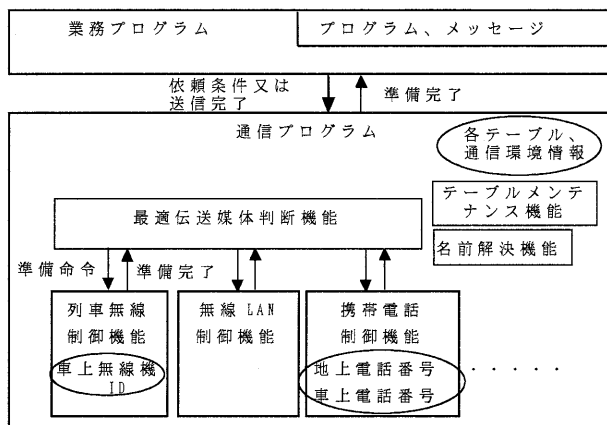 業務プログラム
プログラム、メッセージ
依頼条件又は
送信完了
準備完了
通信プログラム
各テーブル、
通信環境情報
テーブルメンテ
ナンス機能
最適伝送媒体判断機能
名前解決機能
準備命令
準備完了
列車無線
制御機能
車上無線機
ID
無線 LAN
制御機能
携帯電話
制御機能
地上電話番号
車上電話番号
・・・・・